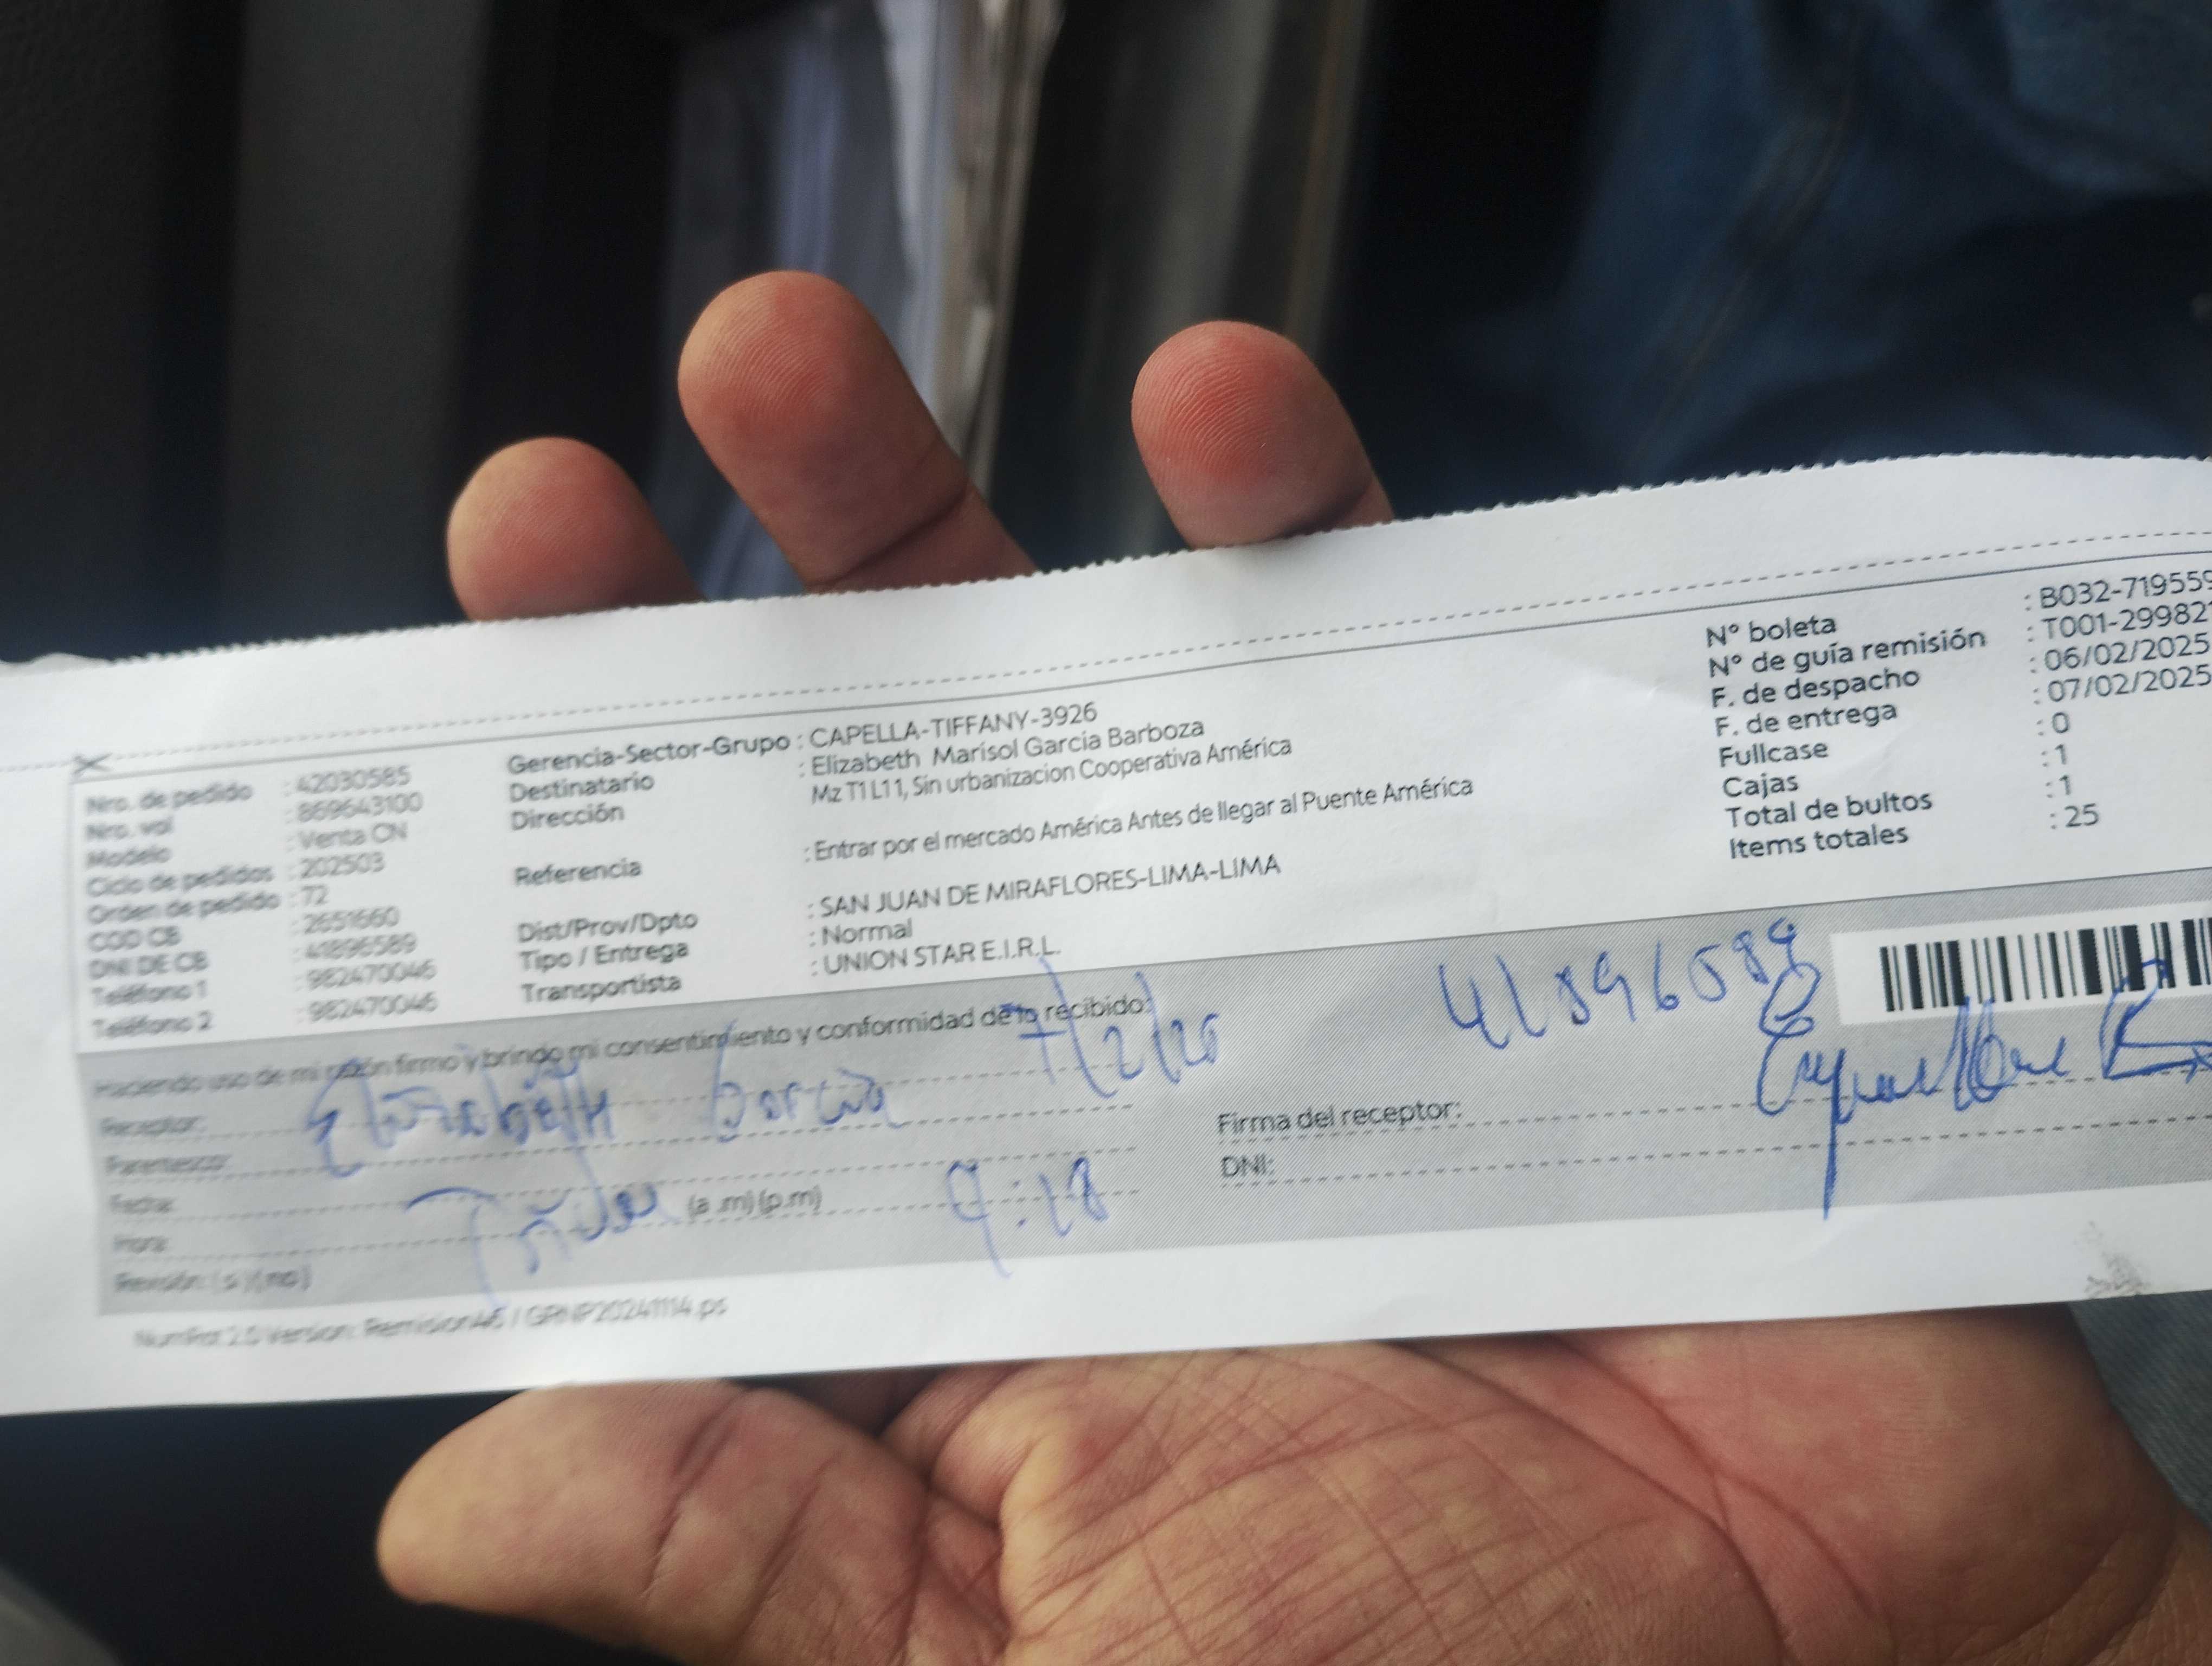 Nro. de pedido : 42030585
Nro. vol : 869643100
Modelo : Venta CN
Ciclo de pedidos : 202503
Orden de pedido : 72
COD CB : 2651660
DNI DE CB : 41896589
Teléfono 1 : 982470046
Teléfono 2 : 982470046
Gerencia-Sector-Grupo : CAPELLA-TIFFANY-3926
Destinatario : Elizabeth Marisol Garcia Barboza
Dirección : Mz T1 L11, Sin urbanizacion Cooperativa América
Referencia : Entrar por el mercado América Antes de llegar al Puente América
Dist/Prov/Dpto : SAN JUAN DE MIRAFLORES-LIMA-LIMA
Tipo / Entrega : Normal
Transportista : UNION STAR E.I.R.L.
N° boleta : B032-719559
N° de guía remisión : T001-29982
F. de despacho : 06/02/2025
F. de entrega : 07/02/2025
Fullcase : 0
Cajas : 1
Total de bultos : 1
Items totales : 25
Haciendo uso de mi razón firmo y brindo mi consentimiento y conformidad de lo recibido:
Receptor: Elizabeth Garcia 7/2/25
Parentesco:
Fecha:
Hora: (a .m) (p.m) 9:18
Revisión: ( s ) ( no )
41896589
Firma del receptor:
DNI: